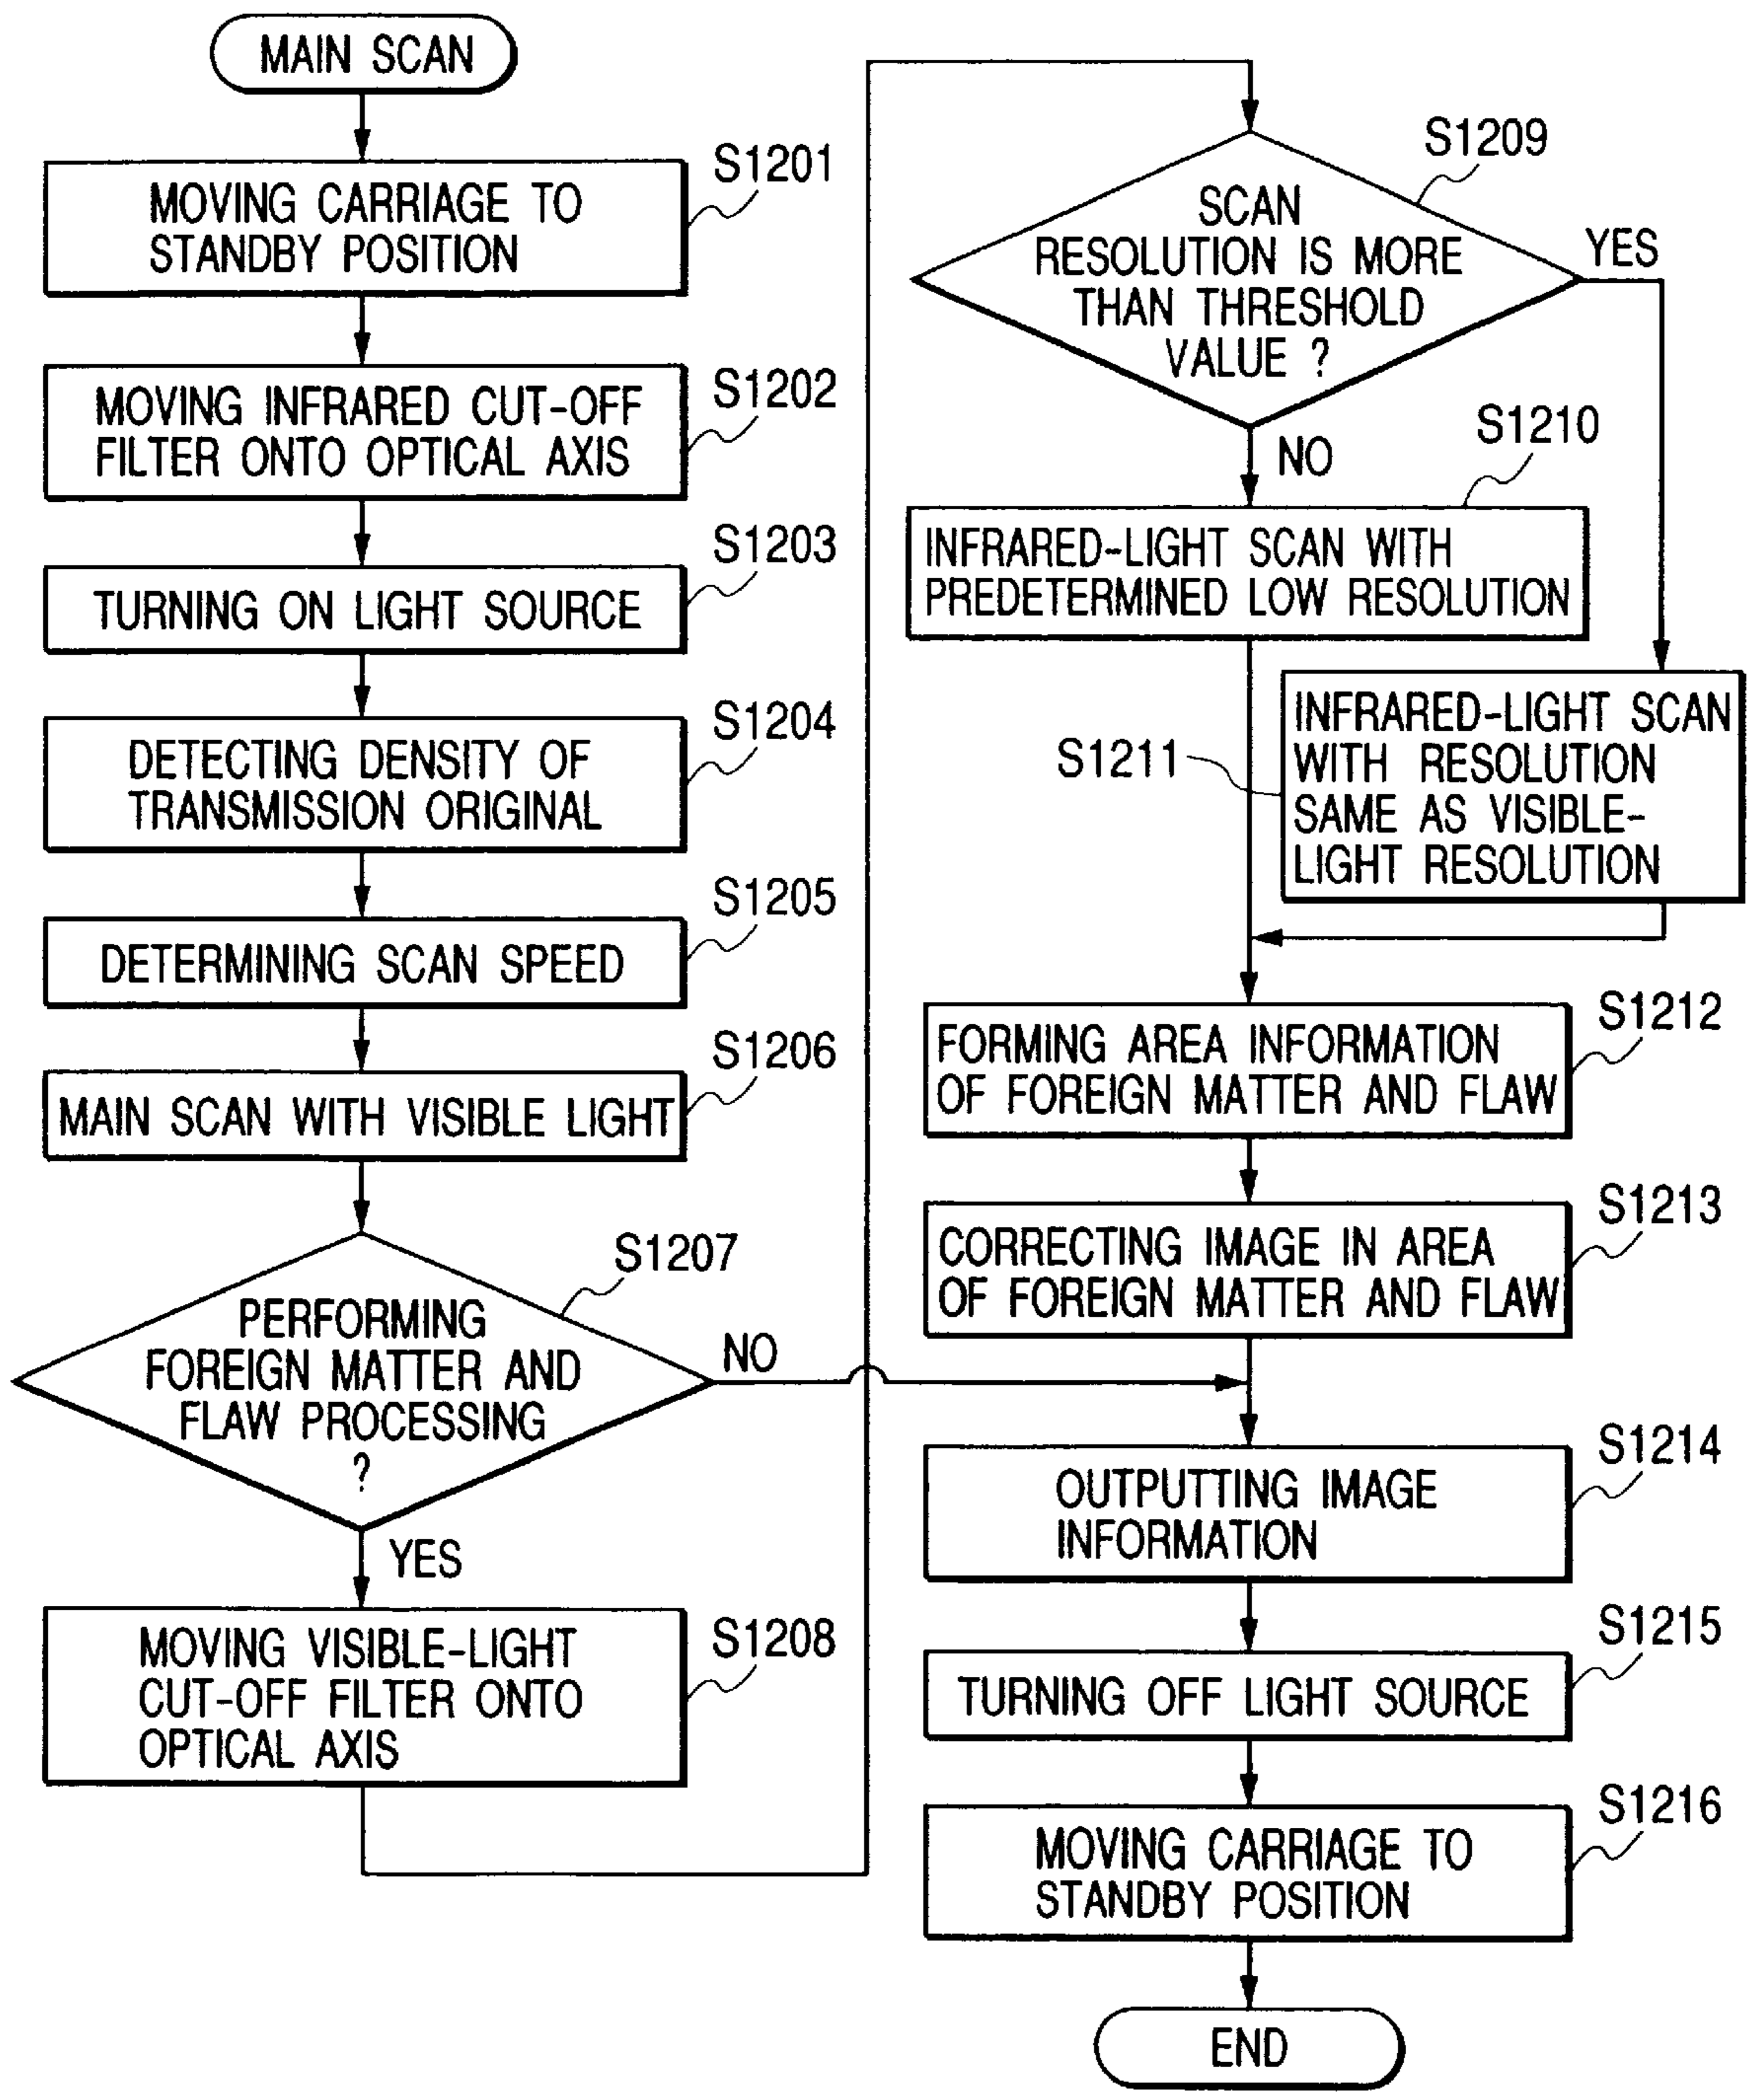 MAIN SCAN
S1201
MOVING CARRIAGE TO
STANDBY POSITION
S1202
MOVING INFRARED CUT-OFF
FILTER ONTO OPTICAL AXIS
S1203
TURNING ON LIGHT SOURCE
S1204
DETECTING DENSITY OF
TRANSMISSION ORIGINAL
S1205
DETERMINING SCAN SPEED
S1206
MAIN SCAN WITH VISIBLE LIGHT
S1207
PERFORMING
FOREIGN MATTER AND
FLAW PROCESSING
?
NO
YES
S1208
MOVING VISIBLE-LIGHT
CUT-OFF FILTER ONTO
OPTICAL AXIS
S1209
SCAN
RESOLUTION IS MORE
THAN THRESHOLD
VALUE ?
YES
NO
S1210
INFRARED-LIGHT SCAN WITH
PREDETERMINED LOW RESOLUTION
S1211
INFRARED-LIGHT SCAN
WITH RESOLUTION
SAME AS VISIBLE-
LIGHT RESOLUTION
S1212
FORMING AREA INFORMATION
OF FOREIGN MATTER AND FLAW
S1213
CORRECTING IMAGE IN AREA
OF FOREIGN MATTER AND FLAW
S1214
OUTPUTTING IMAGE
INFORMATION
S1215
TURNING OFF LIGHT SOURCE
S1216
MOVING CARRIAGE TO
STANDBY POSITION
END